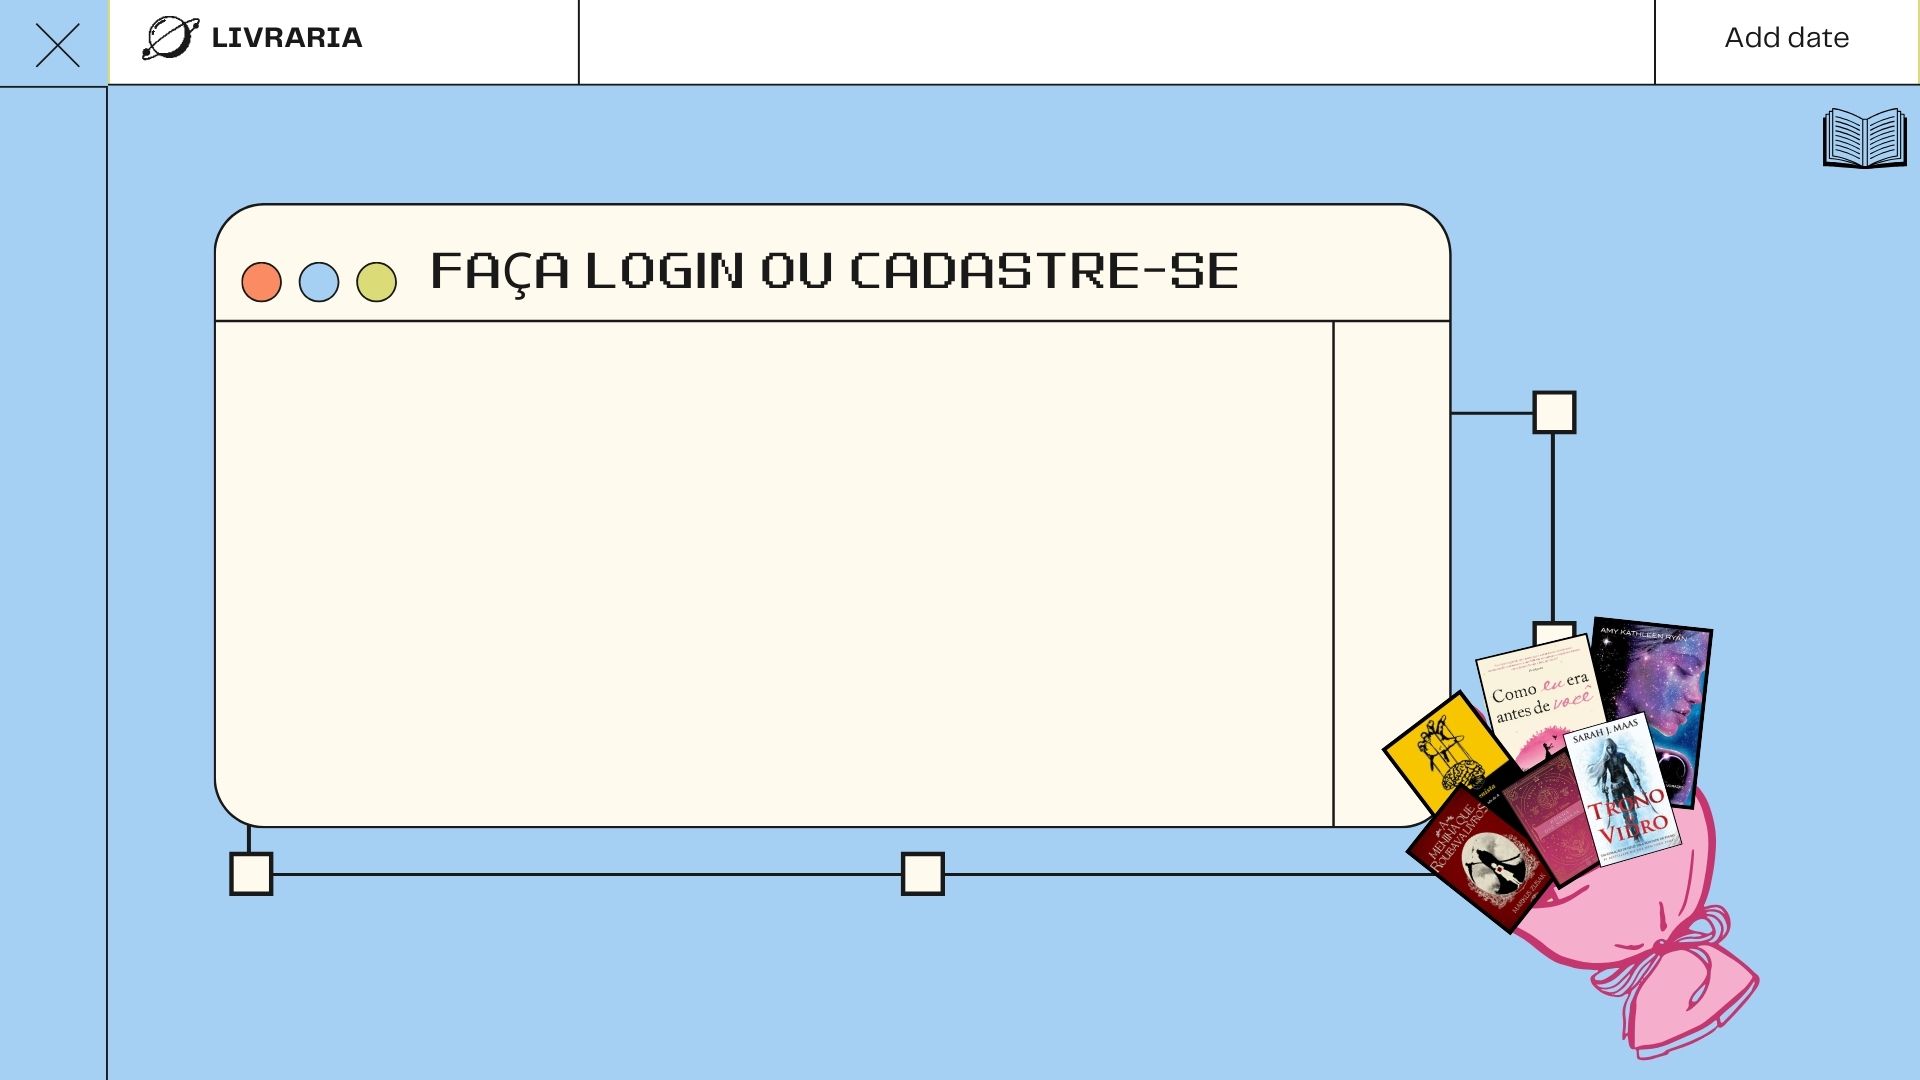 LIVRARIA
Add date
FAÇA LOGIN OU CADASTRE-SE
AMY KATHLEEN RYAN
Como eu era
antes de você
SARAH J. MAAS
TRONO
VIDRO
A
MENINA QUE
ROUBAVA LIVROS
MARKUS ZUSAK